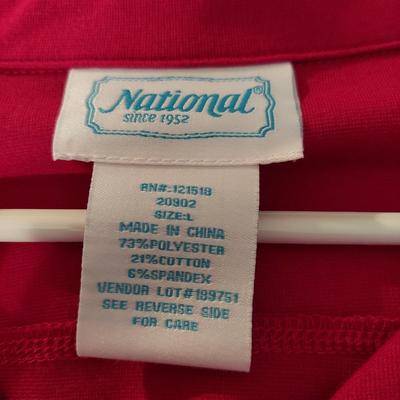 National®
since 1952
RN#:121518
20902
SIZE:L
MADE IN CHINA
73%POLYESTER
21%COTTON
6%SPANDEX
VENDOR LOT#189751
SEE REVERSE SIDE
FOR CARE